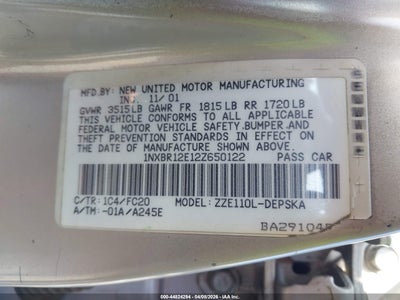 MFD.BY: NEW UNITED MOTOR MANUFACTURING
INC. 11/01
GVWR 3515LB GAWR FR 1815LB RR 1720LB
THIS VEHICLE CONFORMS TO ALL APPLICABLE
FEDERAL MOTOR VEHICLE SAFETY,BUMPER,AND
THEFT PREVENTION STANDARDS IN EFFECT ON
THE DATE OF MANUFACTURE SHOWN ABOVE.
1NXBR12E12Z650122 PASS CAR
C/TR:1C4/FC20 MODEL: ZZE110L-DEPSKA
A/TM:-01A/A245E
000-44824284 - 04/09/2026 - IAAI.COM